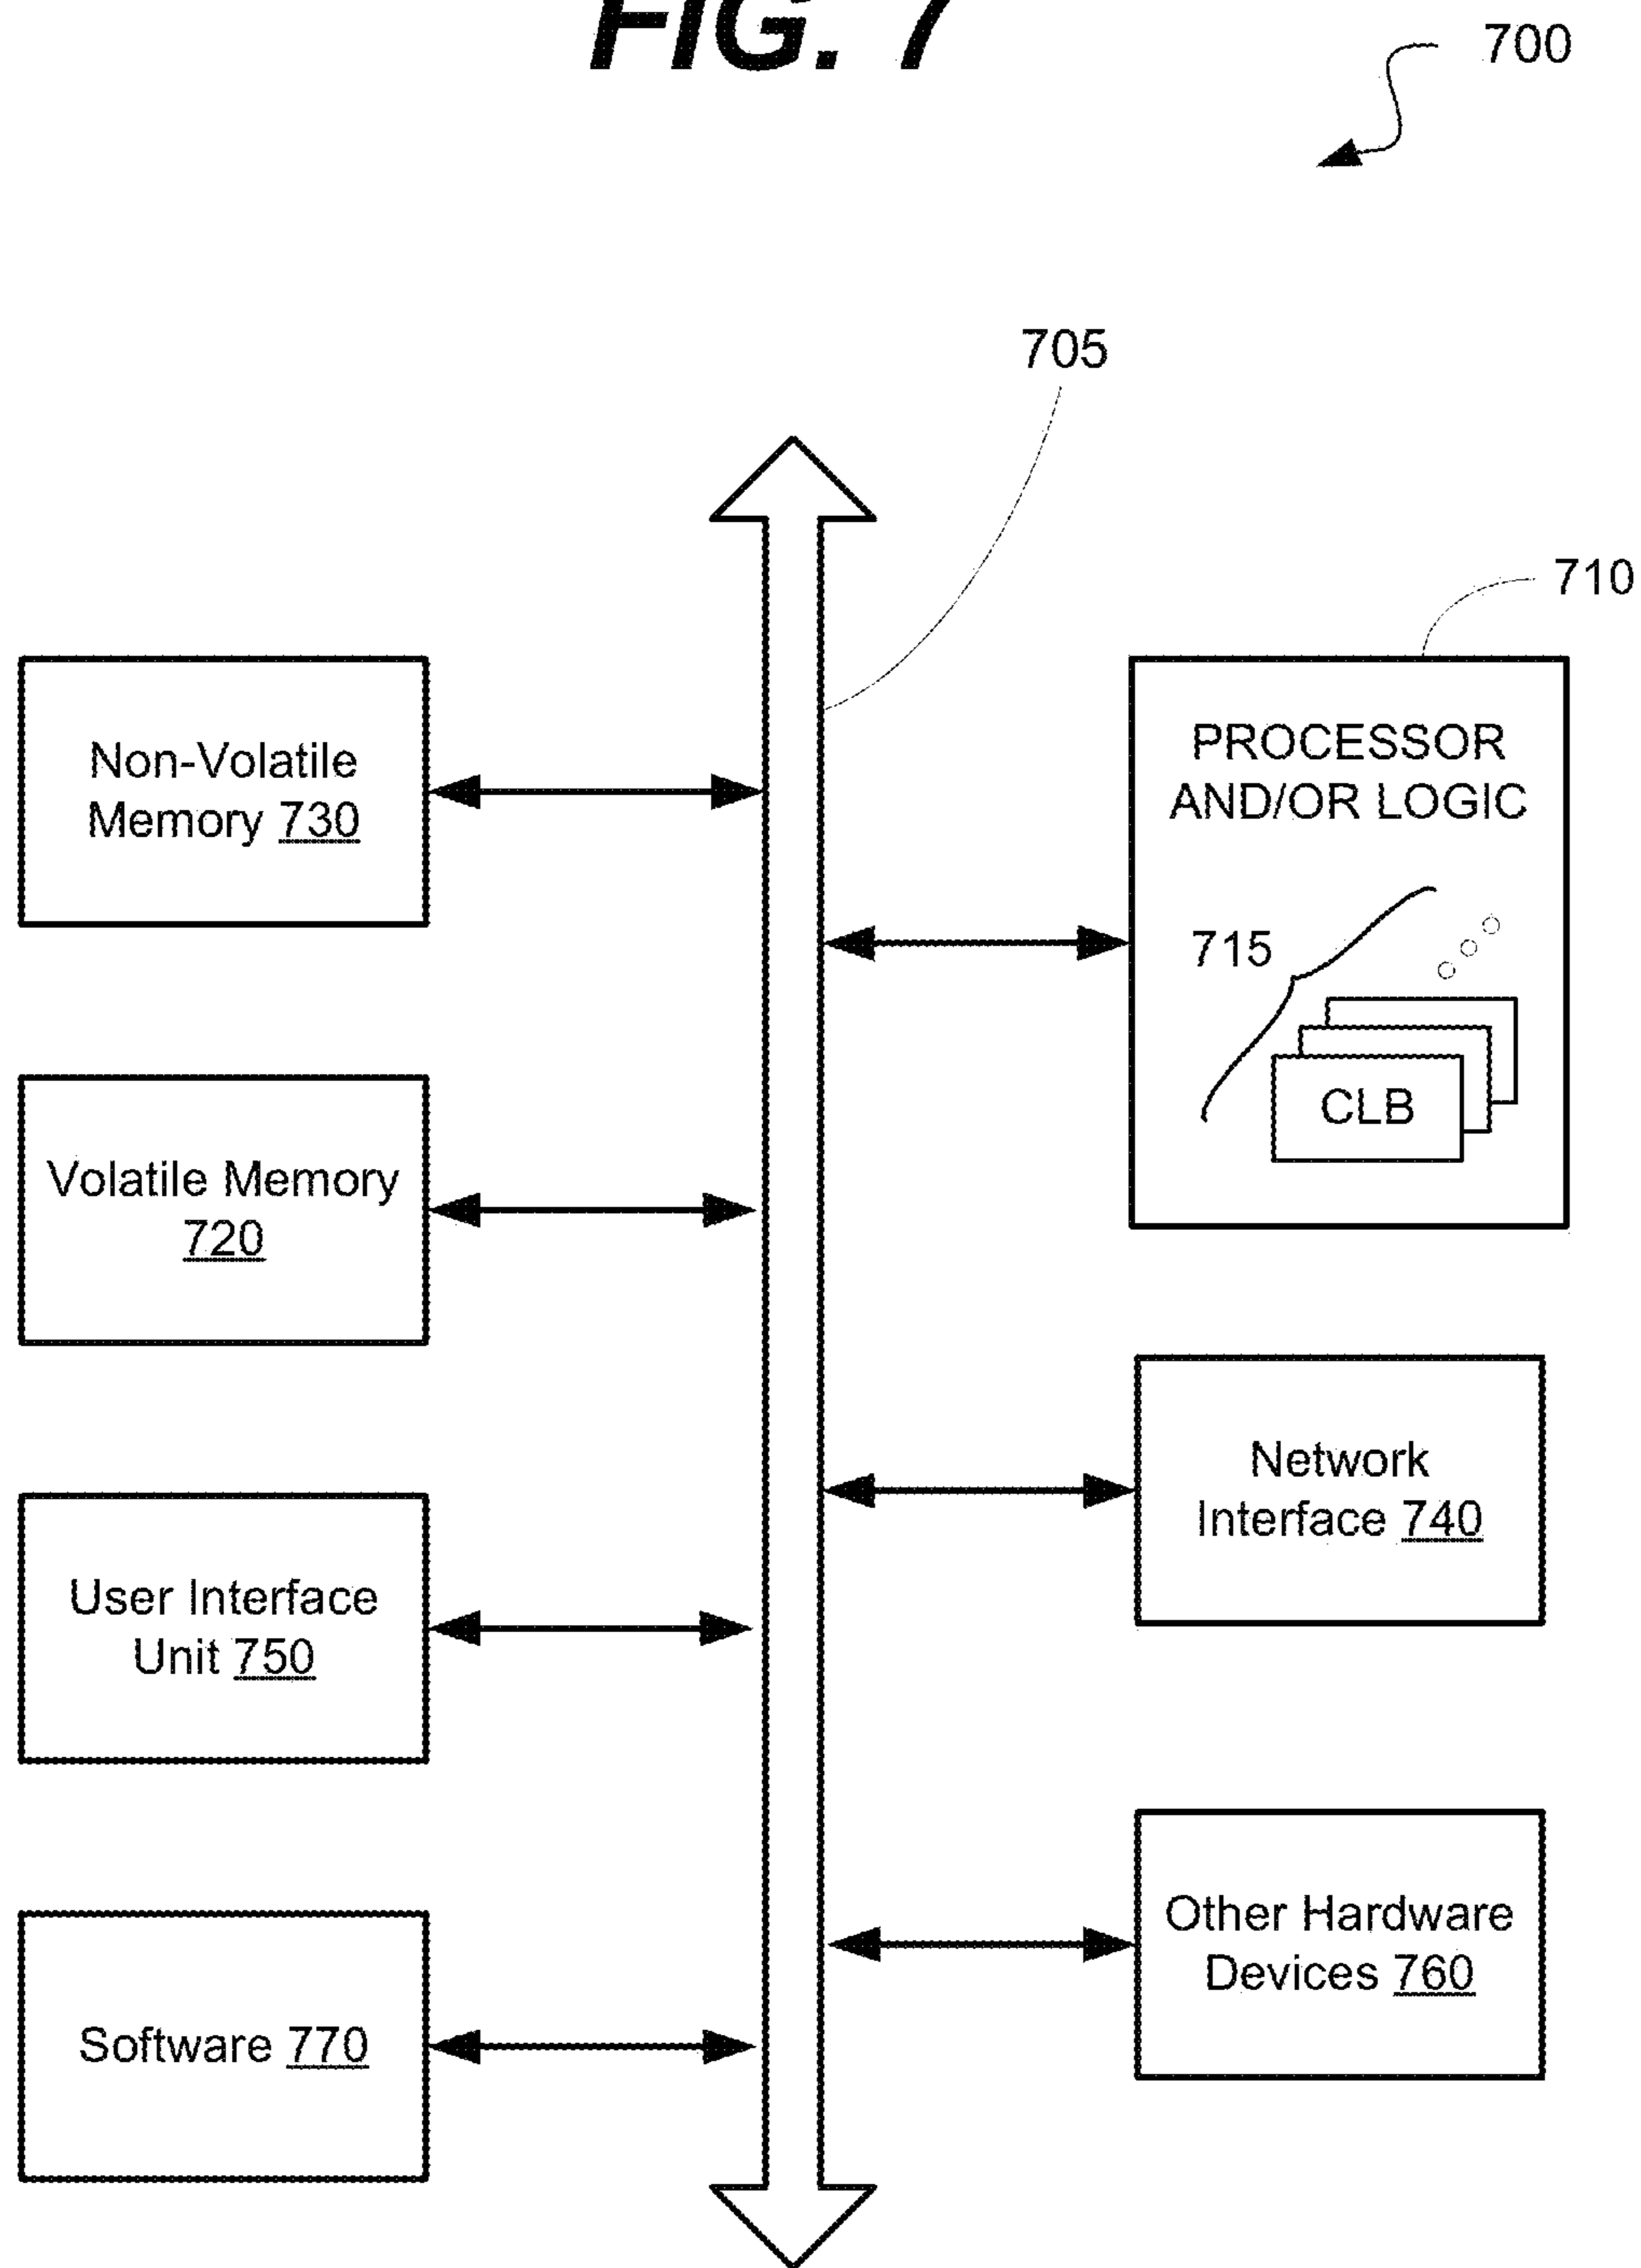 FIG. 7
700
705
710
Non-Volatile
Memory 730
PROCESSOR
AND/OR LOGIC
715
CLB
Volatile Memory
720
Network
Interface 740
User Interface
Unit 750
Other Hardware
Devices 760
Software 770